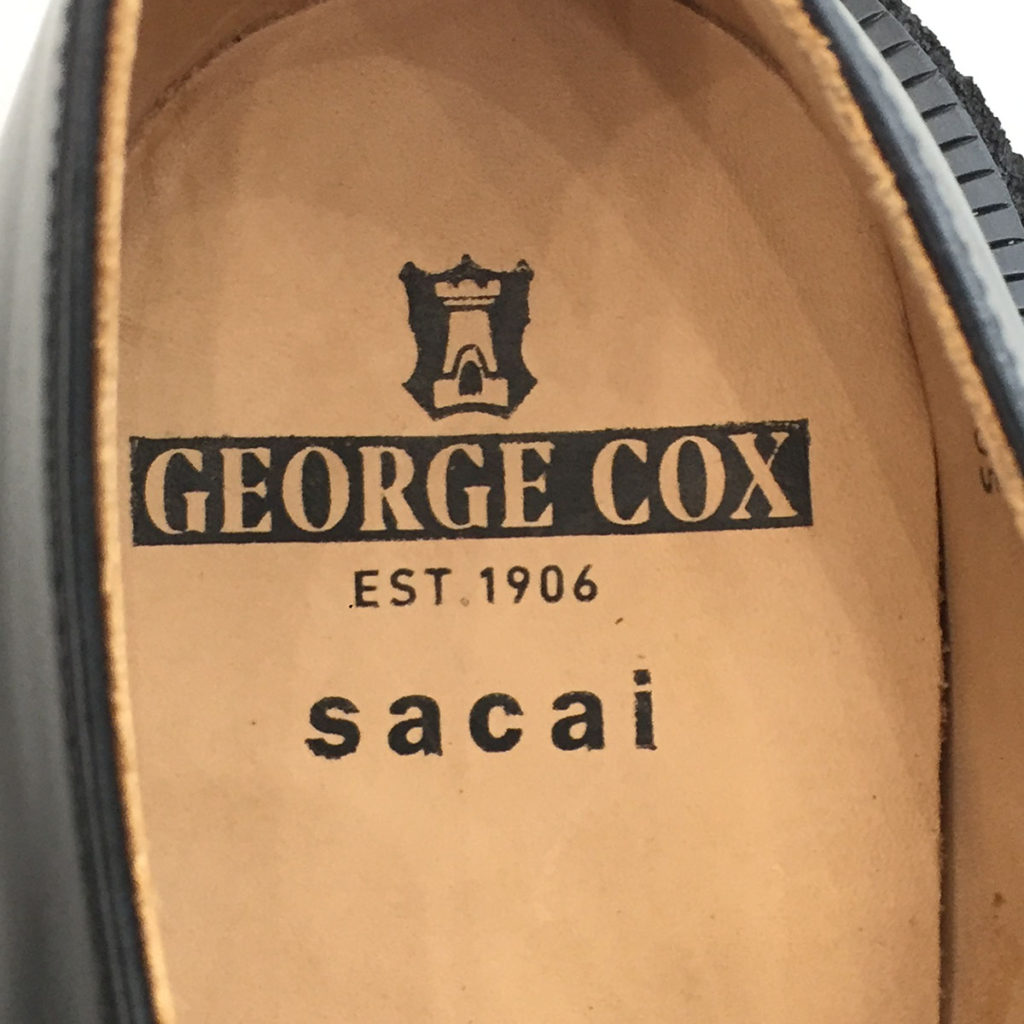 GEORGE COX
EST. 1906
sacai